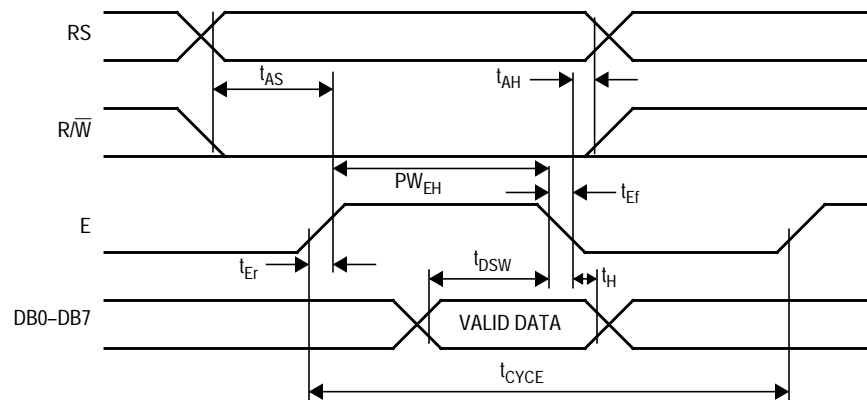 RS
tAS
tAH
R/W̅
PWEH
tEf
E
tEr
tDSW
tH
DB0–DB7
VALID DATA
tCYCE